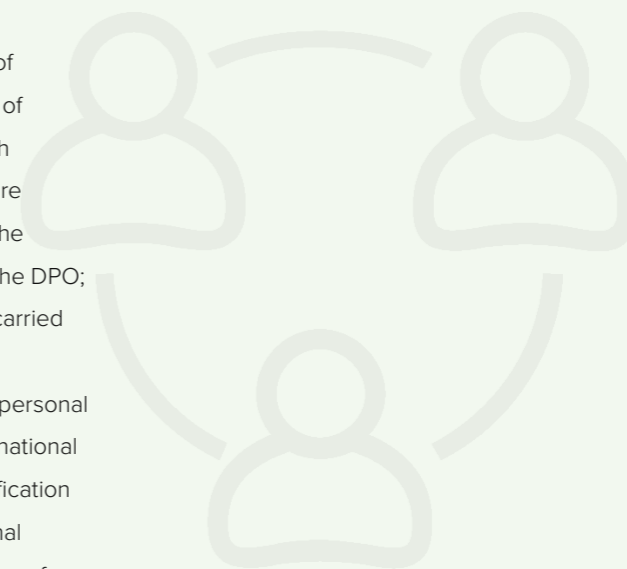 of
of
h
re
he
he DPO;
carried
personal
national
fication
nal